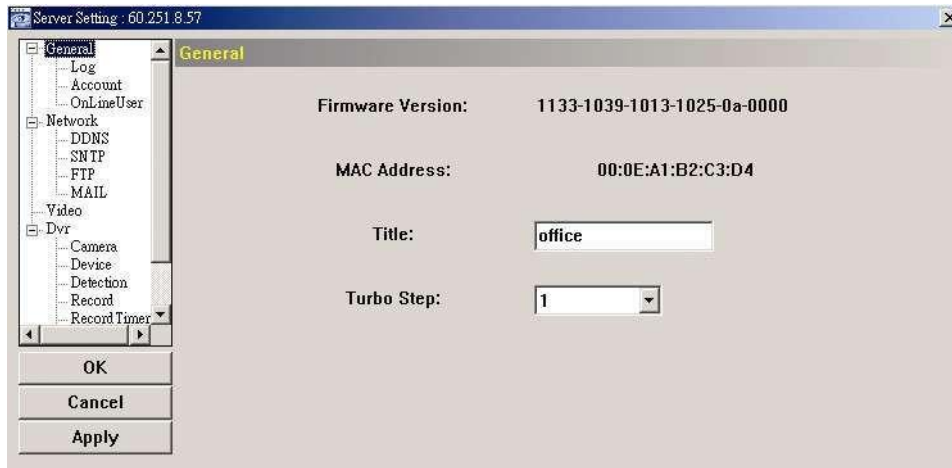 Server Setting : 60.251.8.57
General
Log
Account
OnLineUser
Network
DDNS
SNTP
FTP
MAIL
Video
Dvr
Camera
Device
Detection
Record
Record Timer
OK
Cancel
Apply
General
Firmware Version: 1133-1039-1013-1025-0a-0000
MAC Address: 00:0E:A1:B2:C3:D4
Title: office
Turbo Step: 1